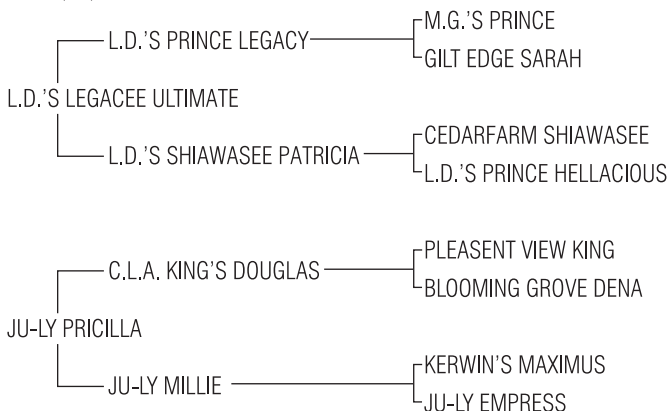 M.G.'S PRINCE
L.D.'S PRINCE LEGACY
GILT EDGE SARAH
L.D.'S LEGACEE ULTIMATE
CEDARFARM SHIAWASEE
L.D.'S SHIAWASEE PATRICIA
L.D.'S PRINCE HELLACIOUS
PLEASENT VIEW KING
C.L.A. KING'S DOUGLAS
BLOOMING GROVE DENA
JU-LY PRICILLA
KERWIN'S MAXIMUS
JU-LY MILLIE
JU-LY EMPRESS